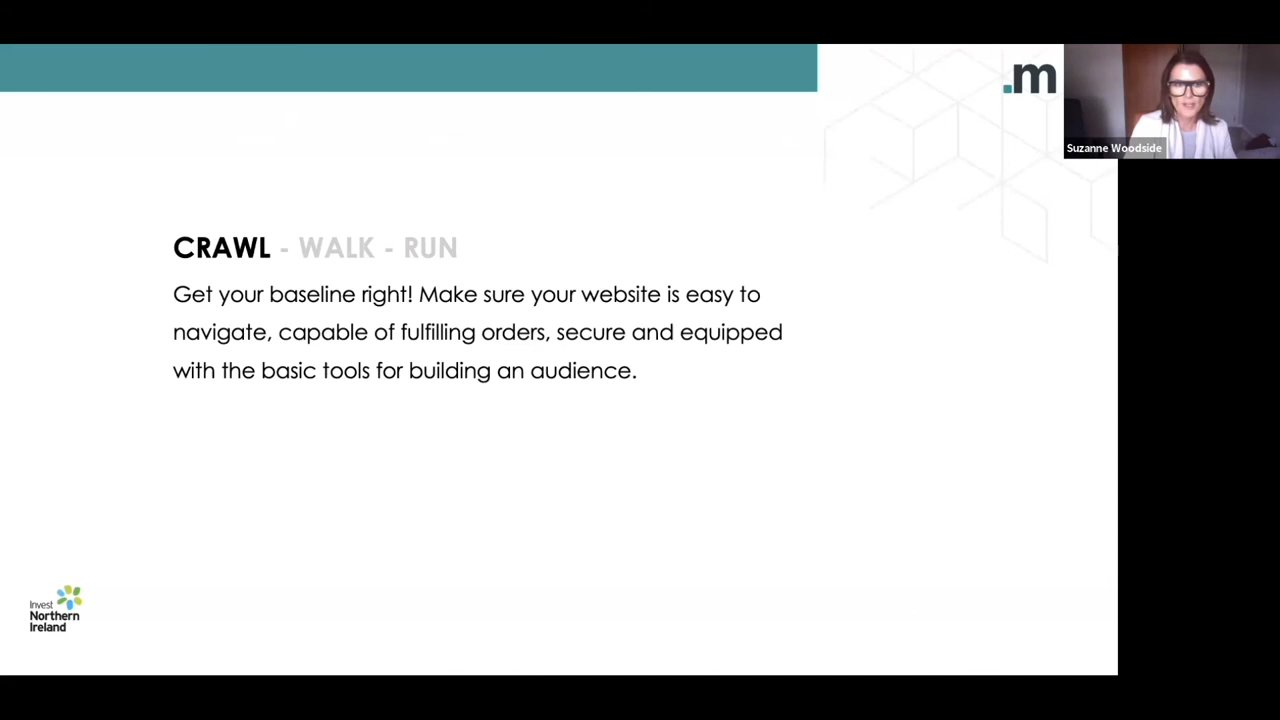 .m
Suzanne Woodside
CRAWL - WALK - RUN
Get your baseline right! Make sure your website is easy to
navigate, capable of fulfilling orders, secure and equipped
with the basic tools for building an audience.
Invest
Northern
Ireland